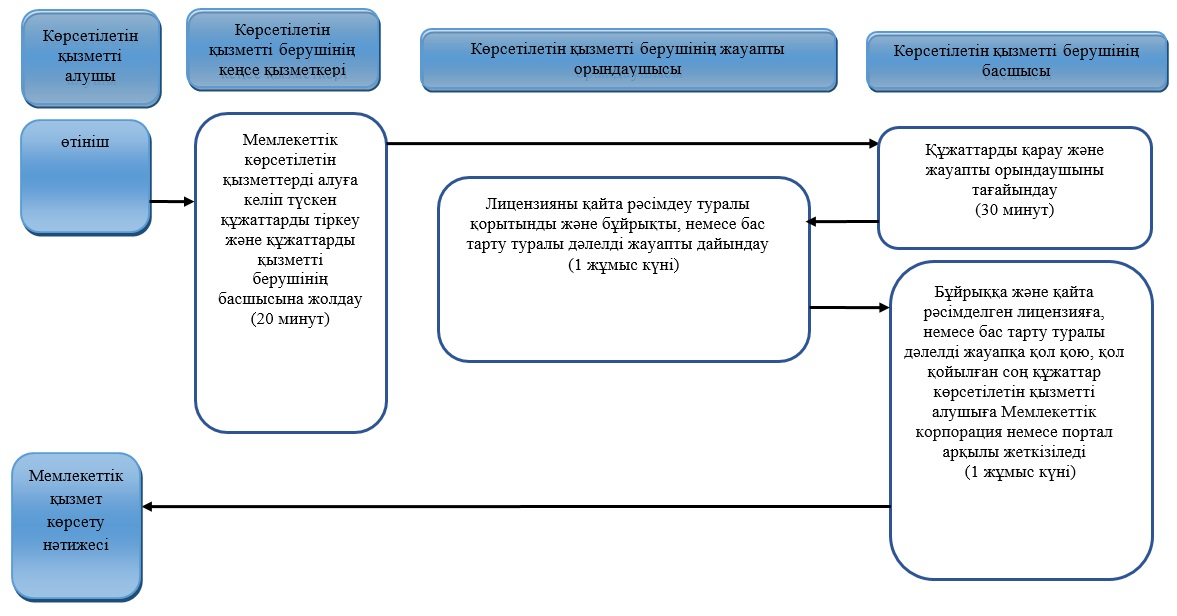 Көрсетілетін
қызметті
алушы
Көрсетілетін
қызметті берушінің
кеңсе қызметкері
Көрсетілетін қызметті берушінің жауапты
орындаушысы
Көрсетілетін қызметті берушінің
басшысы
өтініш
Мемлекеттік
көрсетілетін
қызметтерді алуға
келіп түскен
құжаттарды тіркеу
және құжаттарды
қызметті
берушінің
басшысына жолдау
(20 минут)
Құжаттарды қарау және
жауапты орындаушыны
тағайындау
(30 минут)
Лицензияны қайта рәсімдеу туралы
қорытынды және бұйрықты, немесе бас
тарту туралы дәлелді жауапты дайындау
(1 жұмыс күні)
Бұйрыққа және қайта
рәсімделген лицензияға,
немесе бас тарту туралы
дәлелді жауапқа қол қою, қол
қойылған соң құжаттар
көрсетілетін қызметті
алушыға Мемлекеттік
корпорация немесе портал
арқылы жеткізіледі
(1 жұмыс күні)
Мемлекеттік
қызмет
көрсету
нәтижесі